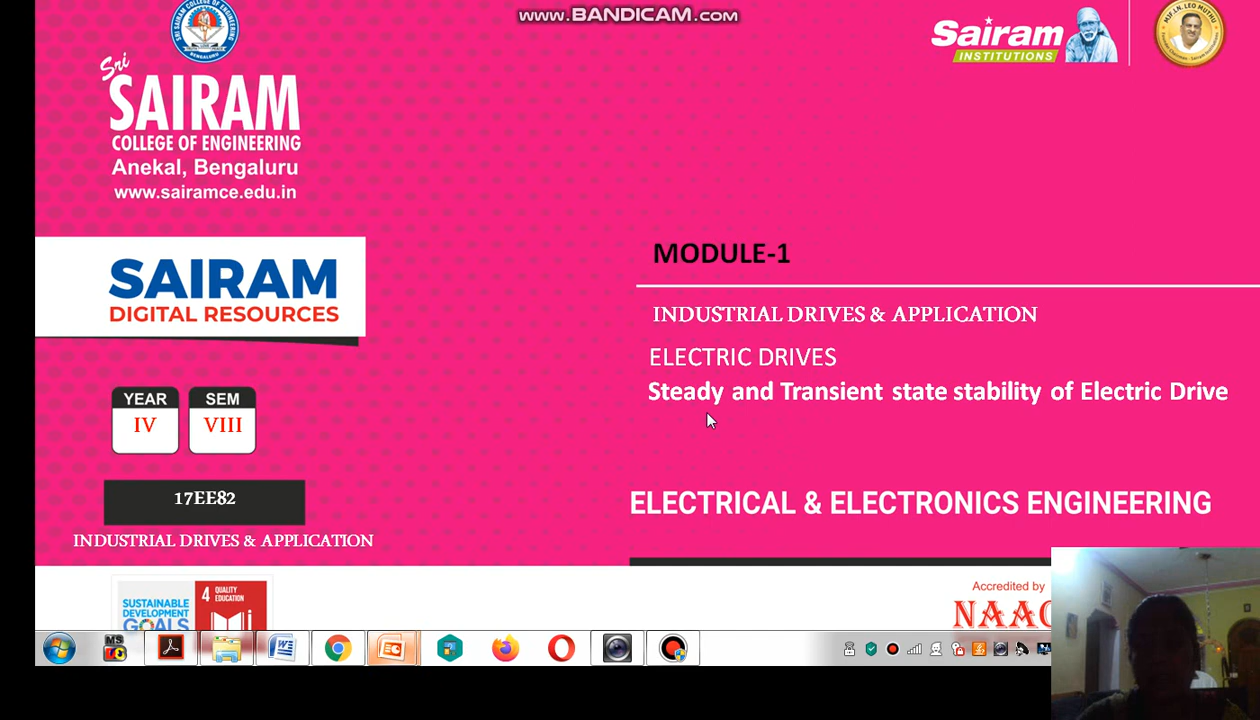 www.BANDICAM.com
Sri
SAIRAM
COLLEGE OF ENGINEERING
Anekal, Bengaluru
www.sairamce.edu.in
Sairam
INSTITUTIONS
SAIRAM
DIGITAL RESOURCES
YEAR
IV
SEM
VIII
17EE82
INDUSTRIAL DRIVES & APPLICATION
MODULE-1
INDUSTRIAL DRIVES & APPLICATION
ELECTRIC DRIVES
Steady and Transient state stability of Electric Drive
ELECTRICAL & ELECTRONICS ENGINEERING
SUSTAINABLE
DEVELOPMENT
GOALS
4 QUALITY
EDUCATION
Accredited by
NAAC